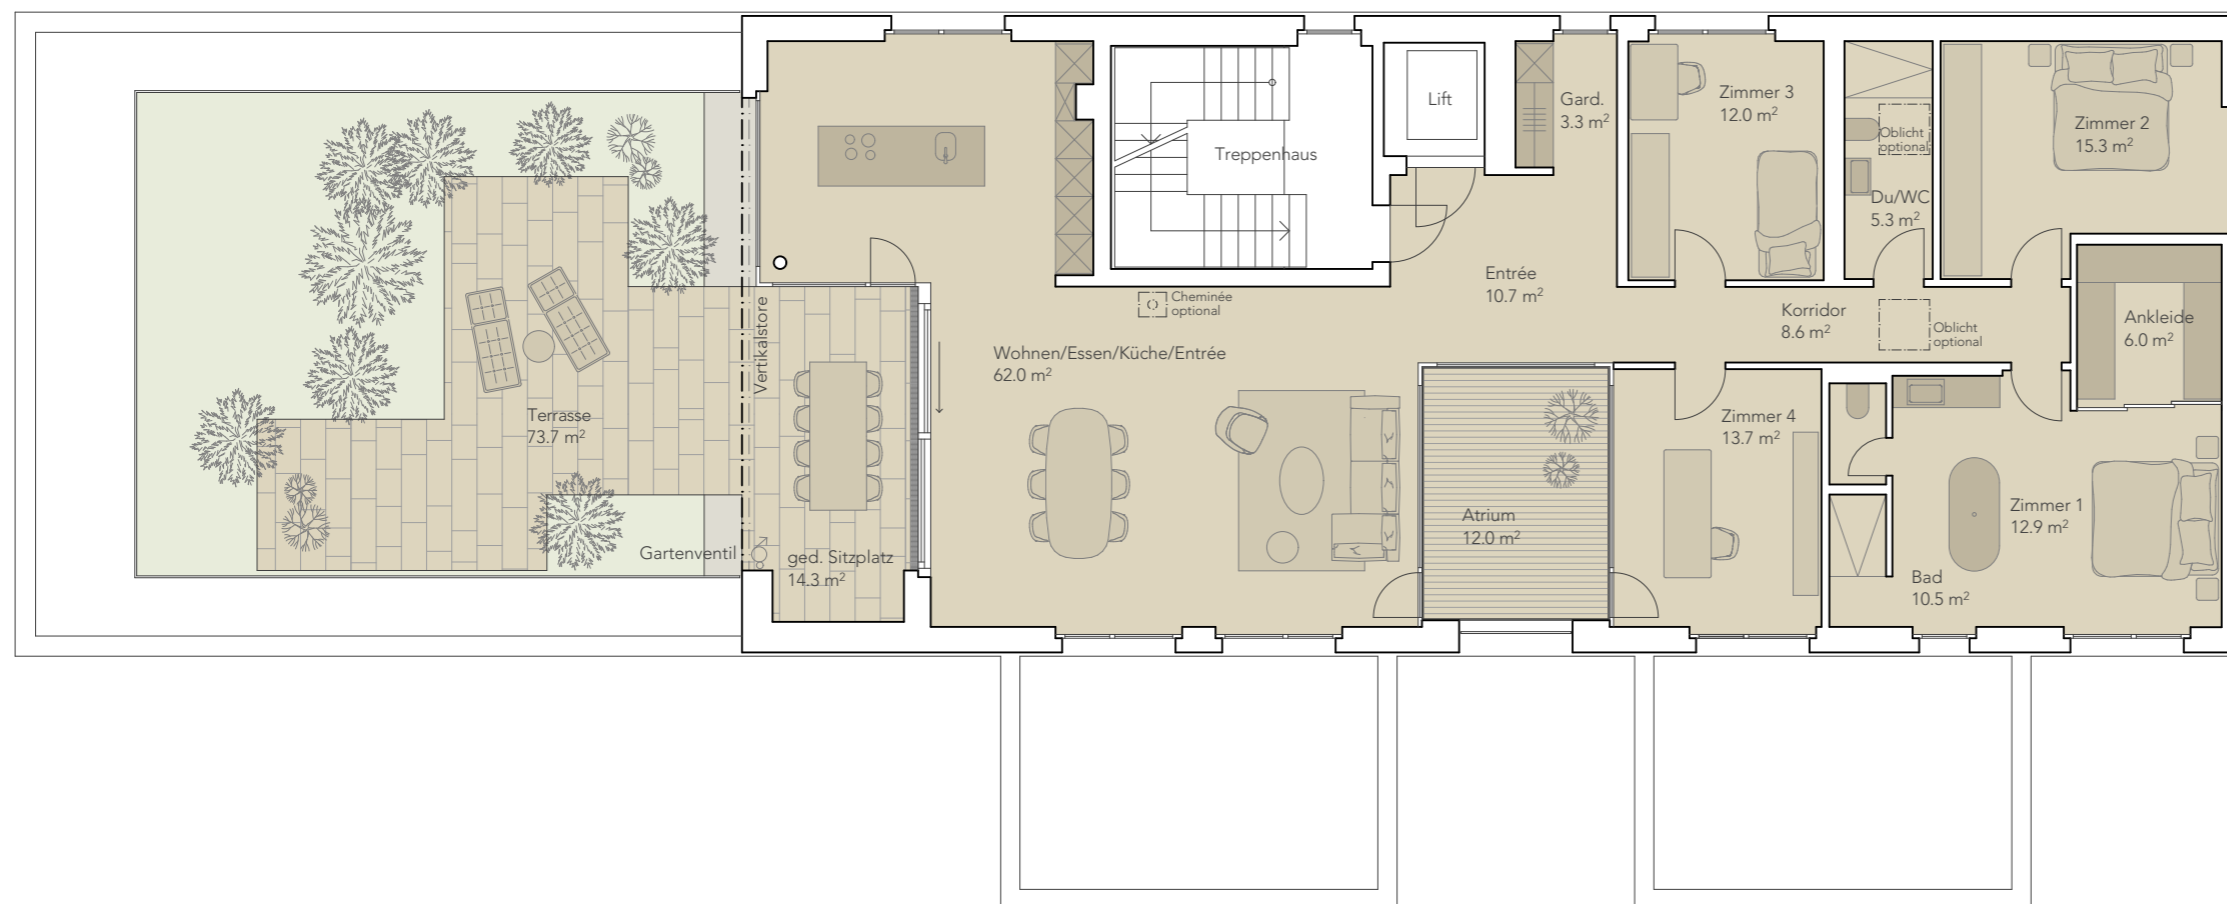 Lift
Gard.
3.3 m²
Zimmer 3
12.0 m²
Oblicht
optional
Zimmer 2
15.3 m²
Treppenhaus
Du/WC
5.3 m²
Entrée
10.7 m²
Cheminée
optional
Korridor
8.6 m²
Oblicht
optional
Ankleide
6.0 m²
Vertikalstore
Wohnen/Essen/Küche/Entrée
62.0 m²
Terrasse
73.7 m²
Zimmer 4
13.7 m²
Atrium
12.0 m²
Zimmer 1
12.9 m²
Gartenventil
ged. Sitzplatz
14.3 m²
Bad
10.5 m²